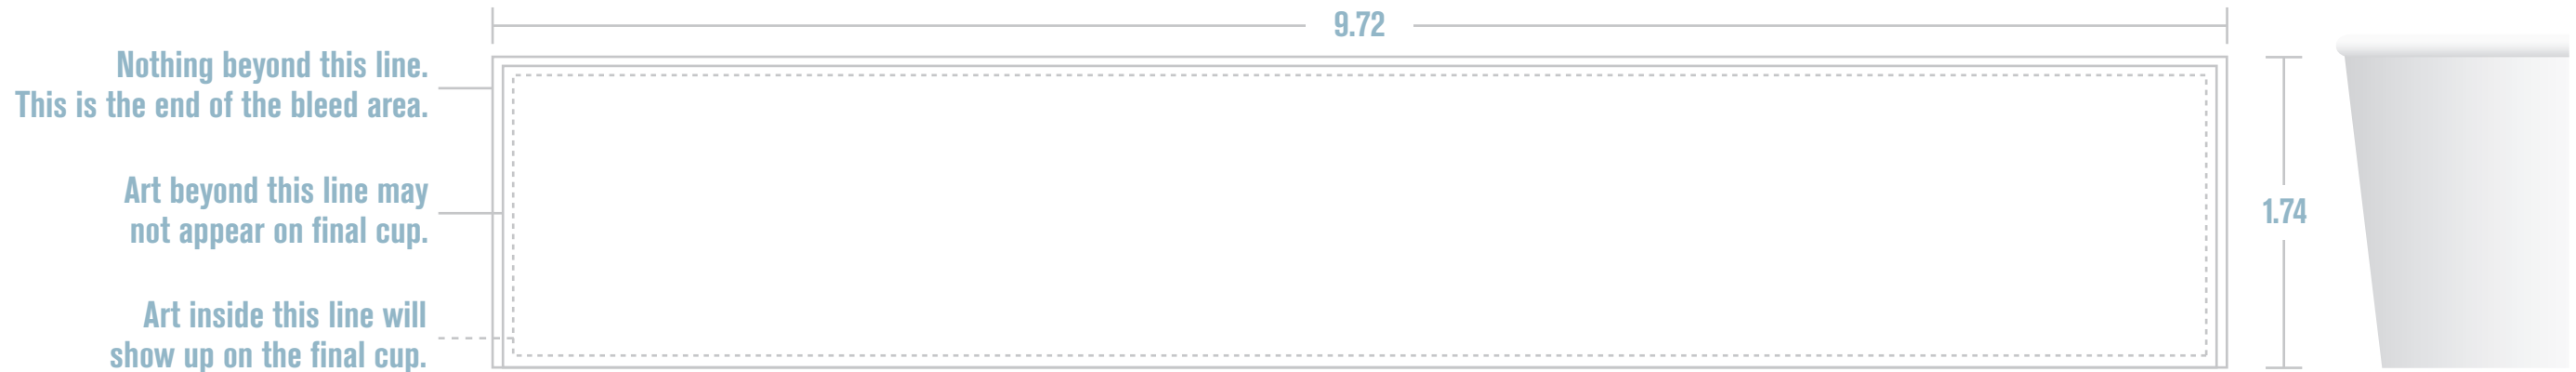 9.72
Nothing beyond this line.
This is the end of the bleed area.
Art beyond this line may
not appear on final cup.
1.74
Art inside this line will
show up on the final cup.